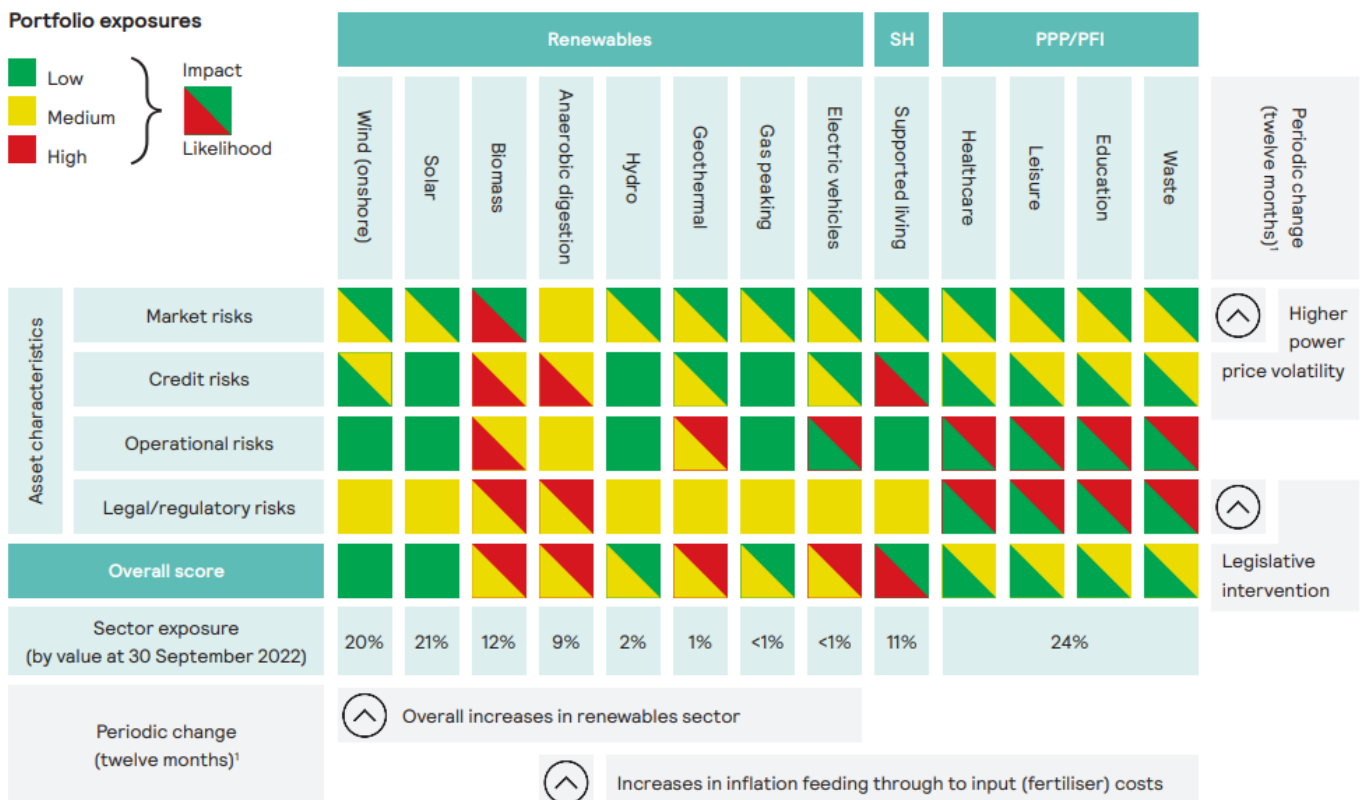 Portfolio exposures
Low
Medium
High
Impact
Likelihood
Renewables
SH
PPP/PFI
Wind (onshore)
Solar
Biomass
Anaerobic digestion
Hydro
Geothermal
Gas peaking
Electric vehicles
Supported living
Healthcare
Leisure
Education
Waste
Periodic change
(twelve months)¹
Asset characteristics
Market risks
Higher
power
price volatility
Credit risks
Operational risks
Legal/regulatory risks
Legislative
intervention
Overall score
Sector exposure
(by value at 30 September 2022)
20% 21% 12% 9% 2% 1% <1% <1% 11% 24%
Periodic change
(twelve months)¹
Overall increases in renewables sector
Increases in inflation feeding through to input (fertiliser) costs